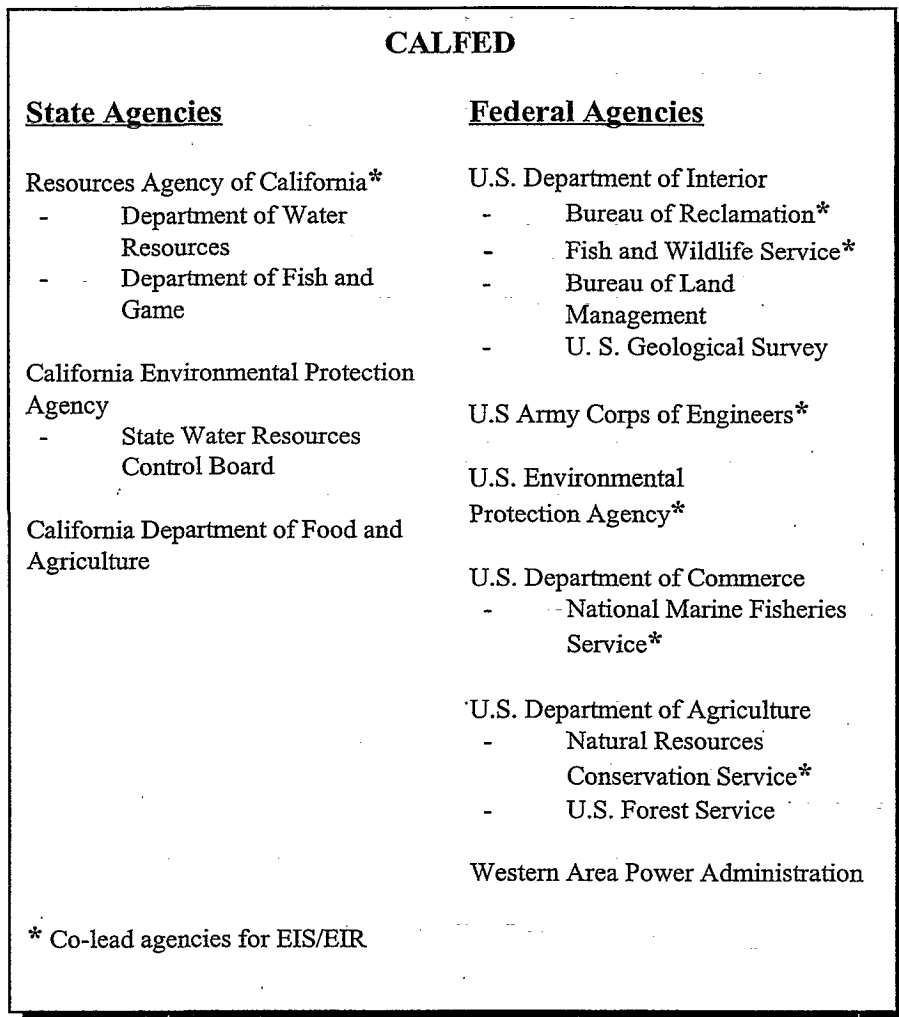 CALFED
State Agencies
Resources Agency of California*
- Department of Water
Resources
- Department of Fish and
Game
California Environmental Protection
Agency
- State Water Resources
Control Board
California Department of Food and
Agriculture
Federal Agencies
U.S. Department of Interior
- Bureau of Reclamation*
- Fish and Wildlife Service*
- Bureau of Land
Management
- U. S. Geological Survey
U.S Army Corps of Engineers*
U.S. Environmental
Protection Agency*
U.S. Department of Commerce
- National Marine Fisheries
Service*
U.S. Department of Agriculture
- Natural Resources
Conservation Service*
- U.S. Forest Service
Western Area Power Administration
* Co-lead agencies for EIS/EIR